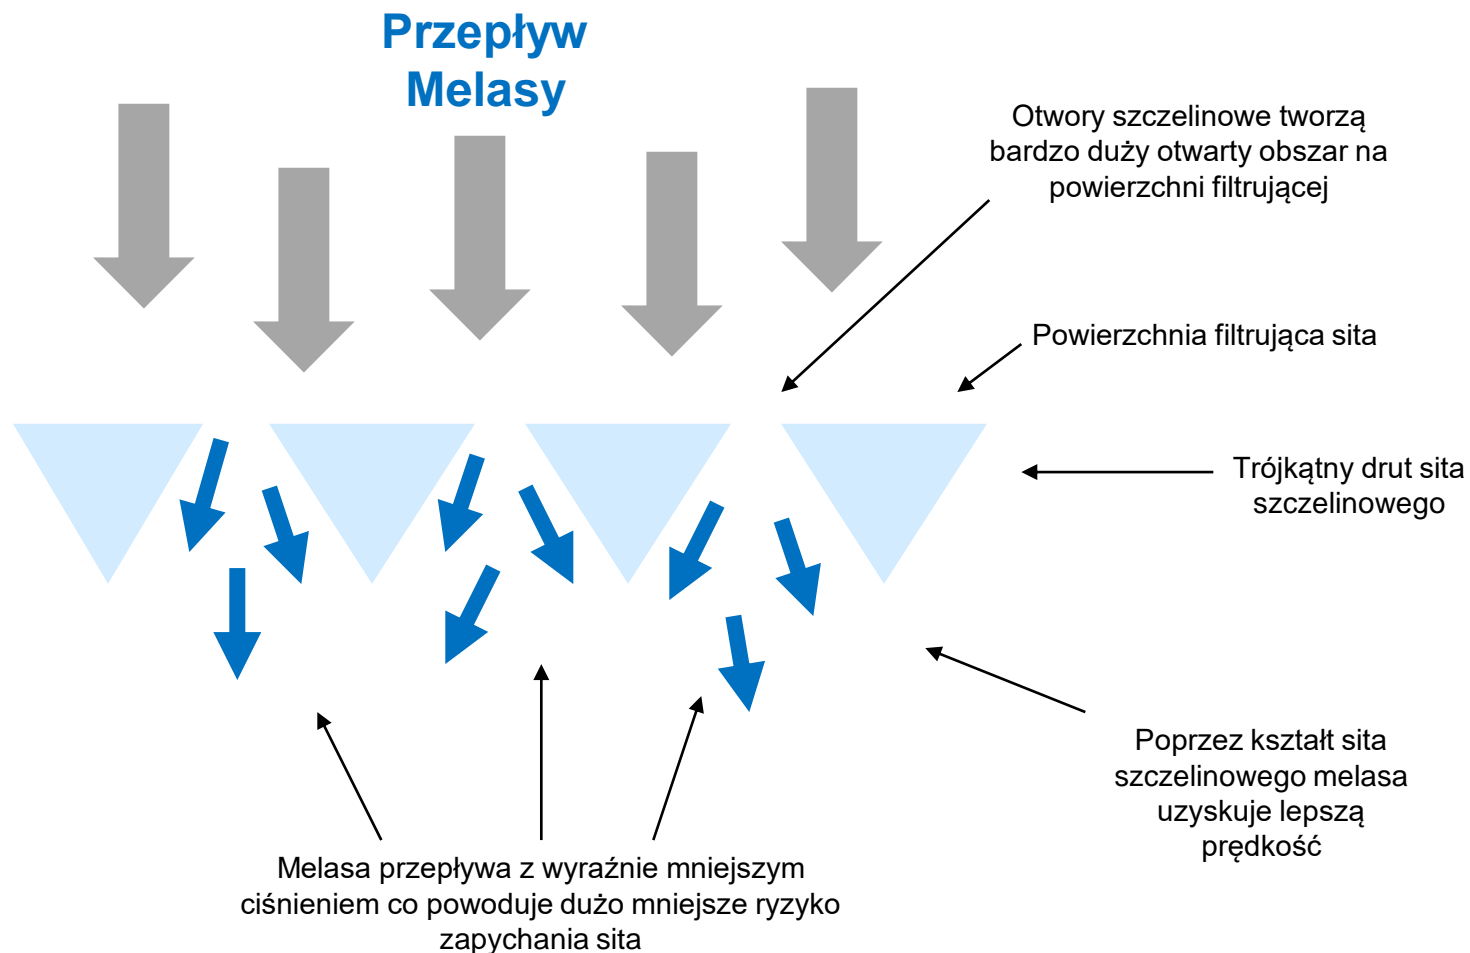 Przepływ
Melasy
Otwory szczelinowe tworzą
bardzo duży otwarty obszar na
powierzchni filtrującej
Powierzchnia filtrująca sita
Trójkątny drut sita
szczelinowego
Poprzez kształt sita
szczelinowego melasa
uzyskuje lepszą
prędkość
Melasa przepływa z wyraźnie mniejszym
ciśnieniem co powoduje dużo mniejsze ryzyko
zapychania sita